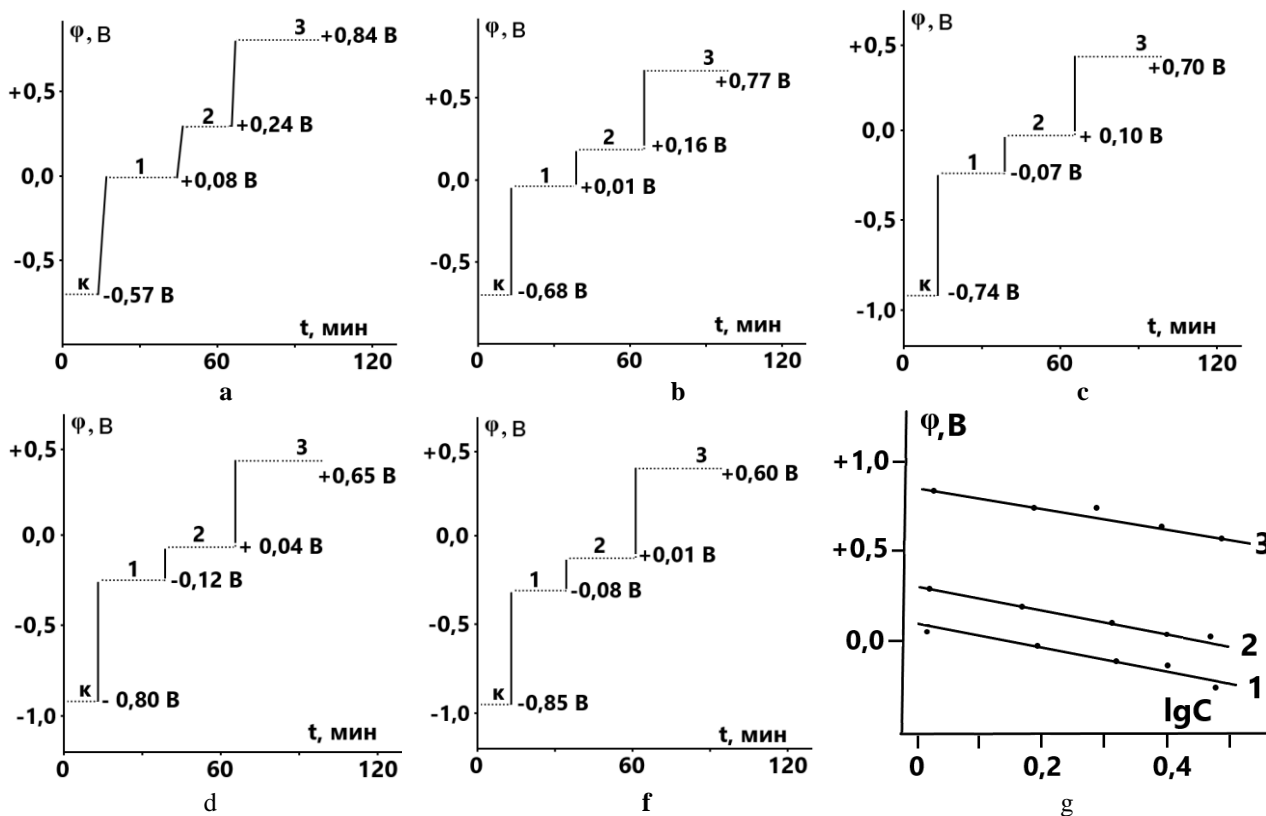 φ, В
+0,5
0,0
-0,5
к
-0,57 В
1
+0,08 В
2
+0,24 В
3
+0,84 В
t, мин
0
60
120
a
φ, В
+0,5
0,0
-0,5
к
-0,68 В
1
+0,01 В
2
+0,16 В
3
+0,77 В
t, мин
0
60
120
b
φ, В
+0,5
0,0
-0,5
-1,0
к
-0,74 В
1
-0,07 В
2
+ 0,10 В
3
+0,70 В
t, мин
0
60
120
c
φ, В
+0,5
0,0
-0,5
-1,0
к
- 0,80 В
1
-0,12 В
2
+ 0,04 В
3
+0,65 В
t, мин
0
60
120
d
φ, В
+0,5
0,0
-0,5
-1,0
к
-0,85 В
1
-0,08 В
2
+0,01 В
3
+0,60 В
t, мин
0
60
120
f
φ,В
+1,0
+0,5
0,0
3
2
1
lgC
0
0,2
0,4
g